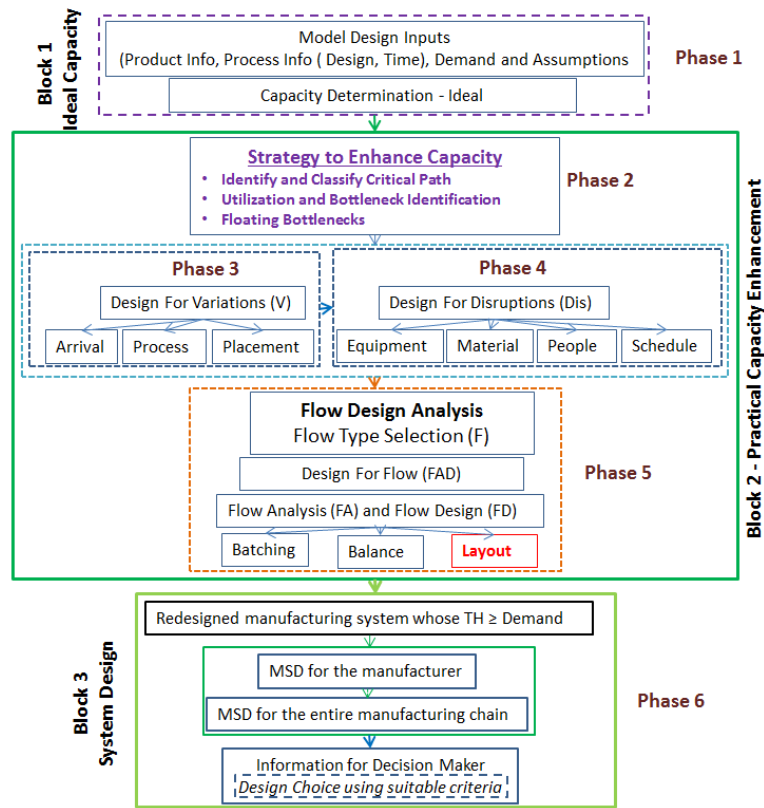 Block 1
Ideal Capacity
Model Design Inputs
(Product Info, Process Info ( Design, Time), Demand and Assumptions
Phase 1
Capacity Determination - Ideal
Strategy to Enhance Capacity
• Identify and Classify Critical Path
• Utilization and Bottleneck Identification
• Floating Bottlenecks
Phase 2
Phase 3
Design For Variations (V)
Arrival
Process
Placement
Phase 4
Design For Disruptions (Dis)
Equipment
Material
People
Schedule
Block 2 - Practical Capacity Enhancement
Flow Design Analysis
Flow Type Selection (F)
Design For Flow (FAD)
Phase 5
Flow Analysis (FA) and Flow Design (FD)
Batching
Balance
Layout
Block 3
System Design
Redesigned manufacturing system whose TH ≥ Demand
MSD for the manufacturer
MSD for the entire manufacturing chain
Phase 6
Information for Decision Maker
Design Choice using suitable criteria